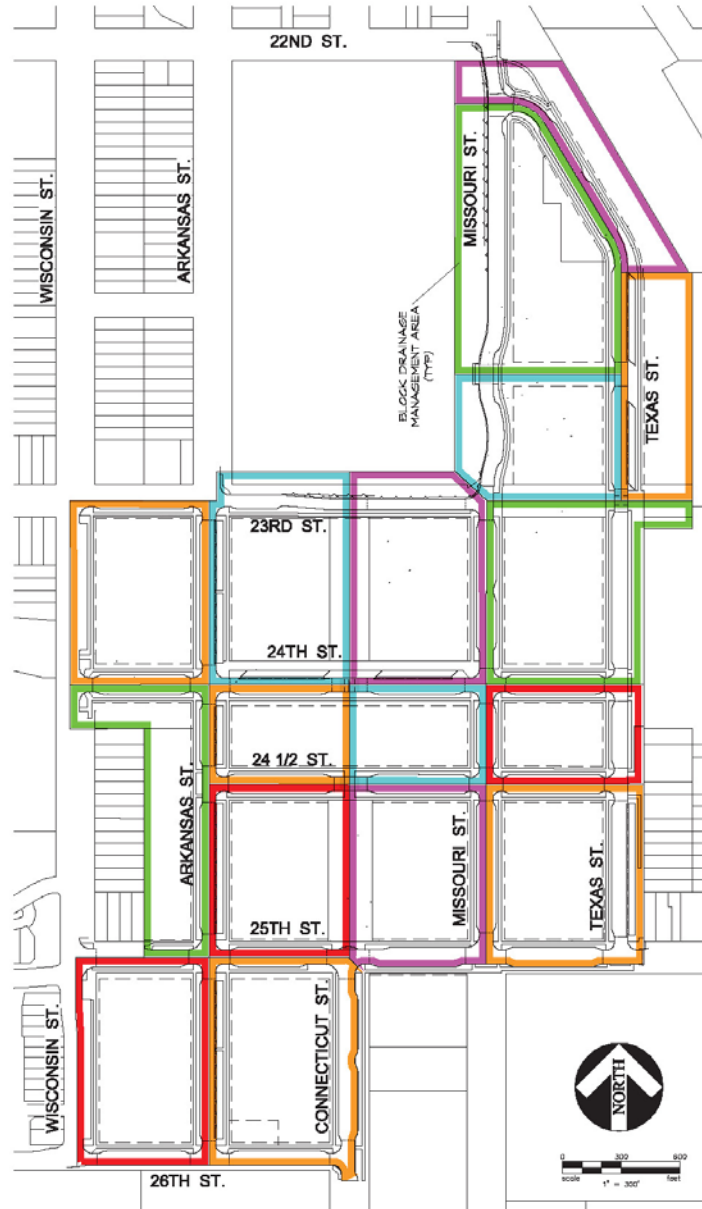 22ND ST.
WISCONSIN ST.
ARKANSAS ST.
MISSOURI ST.
BLOCK DRAINAGE
MANAGEMENT AREA
(TYP)
TEXAS ST.
23RD ST.
24TH ST.
24 1/2 ST.
ARKANSAS ST.
MISSOURI ST.
TEXAS ST.
25TH ST.
WISCONSIN ST.
CONNECTICUT ST.
NORTH
0 300 600
scale 1" = 300' feet
26TH ST.